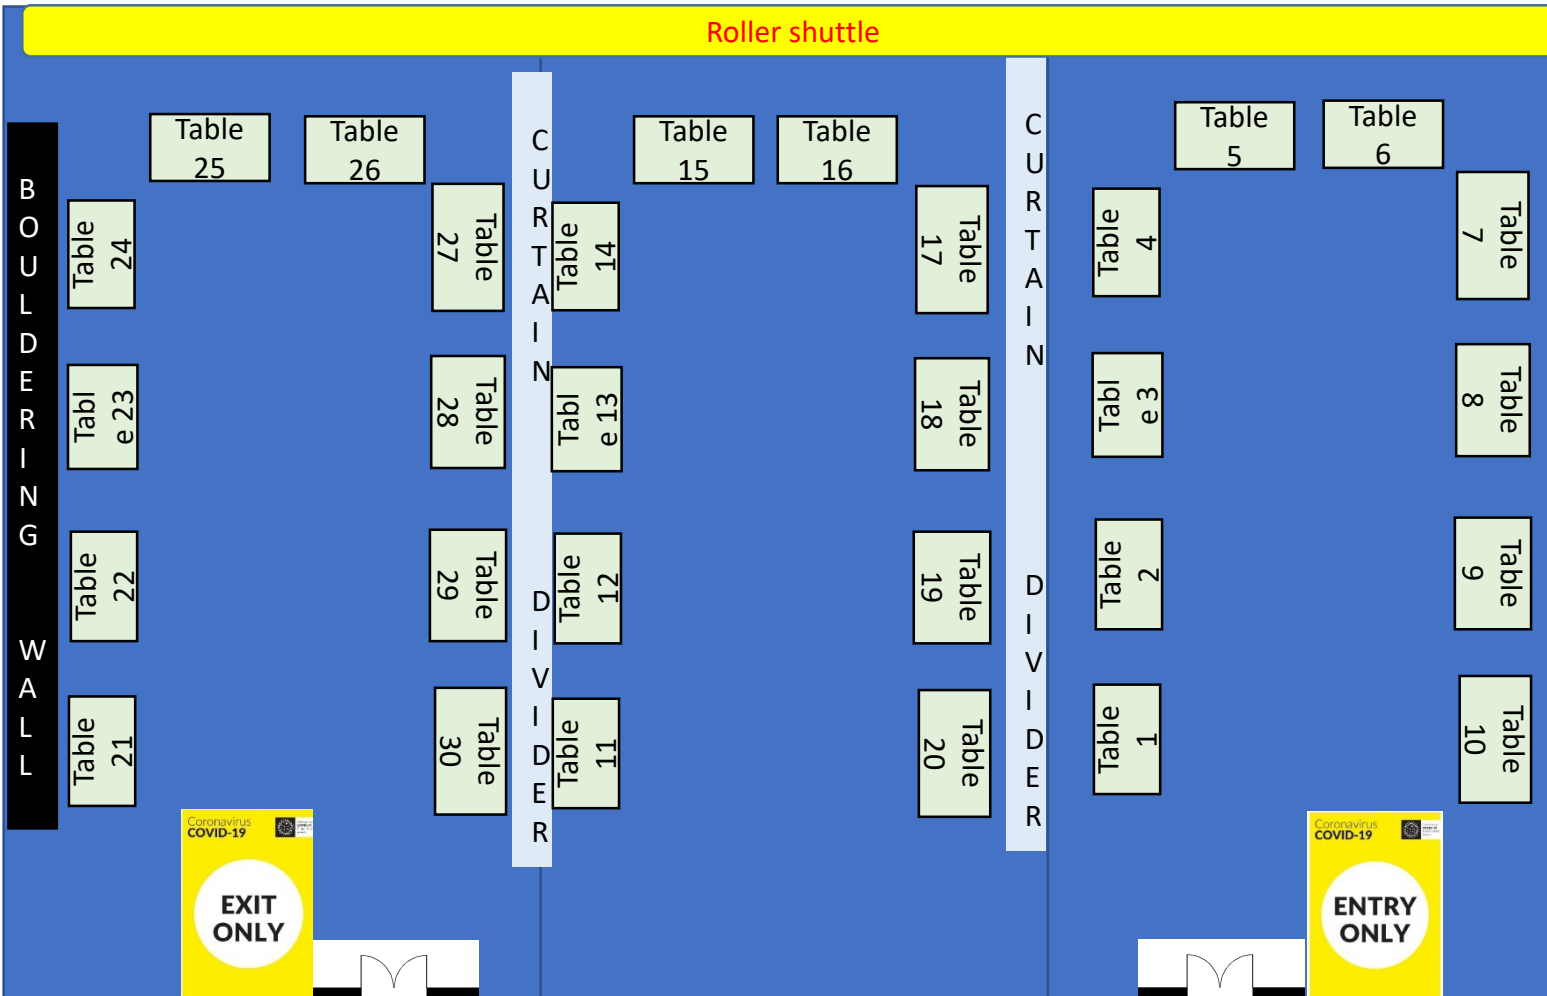 Roller shuttle
BOULDERING WALL
Table
24
Tabl
e 23
Table
22
Table
21
Table
25
Table
26
Table
27
Table
28
Table
29
Table
30
CURTAIN DIVIDER
Table
14
Tabl
e 13
Table
12
Table
11
Table
15
Table
16
Table
17
Table
18
Table
19
Table
20
CURTAIN DIVIDER
Table
4
Tabl
e 3
Table
2
Table
1
Table
5
Table
6
Table
7
Table
8
Table
9
Table
10
Coronavirus
COVID-19
EXIT
ONLY
Coronavirus
COVID-19
ENTRY
ONLY